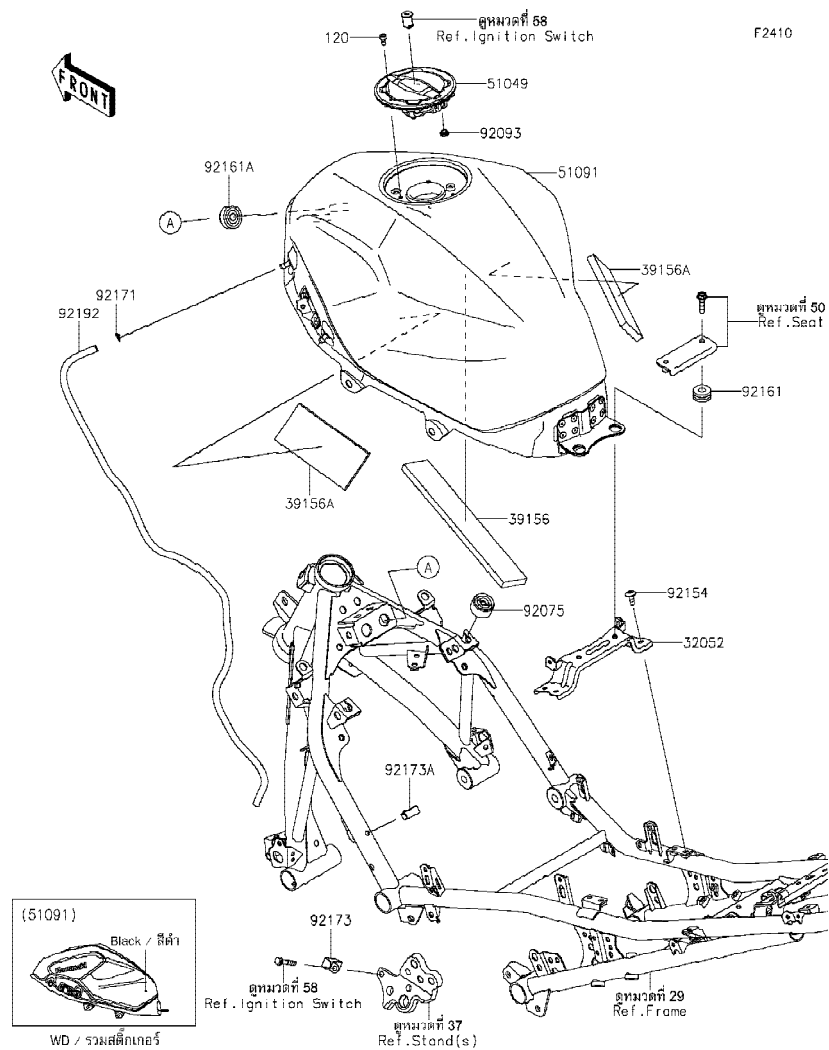 ดูหมวดที่ 58
Ref.Ignition Switch
F2410
120
51049
FRONT
92093
92161A
51091
A
39156A
92171
92192
ดูหมวดที่ 50
Ref.Seat
92161
39156A
39156
A
92154
92075
32052
92173A
(51091)
Black / สีดำ
Kawasaki
92173
ดูหมวดที่ 58
Ref.Ignition Switch
ดูหมวดที่ 29
Ref.Frame
ดูหมวดที่ 37
Ref.Stand(s)
WD / รวมสติ๊กเกอร์